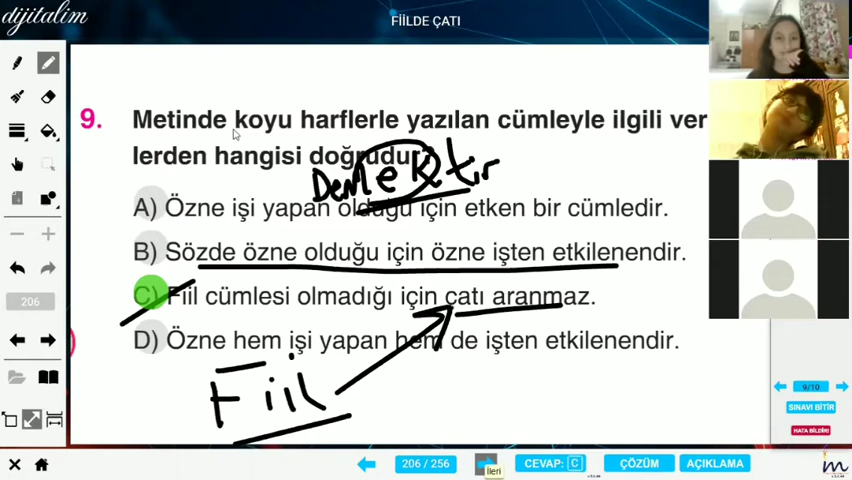 dijitalim
FİİLDE ÇATI
9. Metinde koyu harflerle yazılan cümleyle ilgili ver
lerden hangisi doğrudur?
Demektir
A) Özne işi yapan olduğu için etken bir cümledir.
B) Sözde özne olduğu için özne işten etkilenendir.
C) Fiil cümlesi olmadığı için çatı aranmaz.
D) Özne hem işi yapan hem de işten etkilenendir.
Fiil
206
9/10
SINAVI BİTİR
HATA BİLDİR
206 / 256
İleri
CEVAP: C
ÇÖZÜM
AÇIKLAMA
m